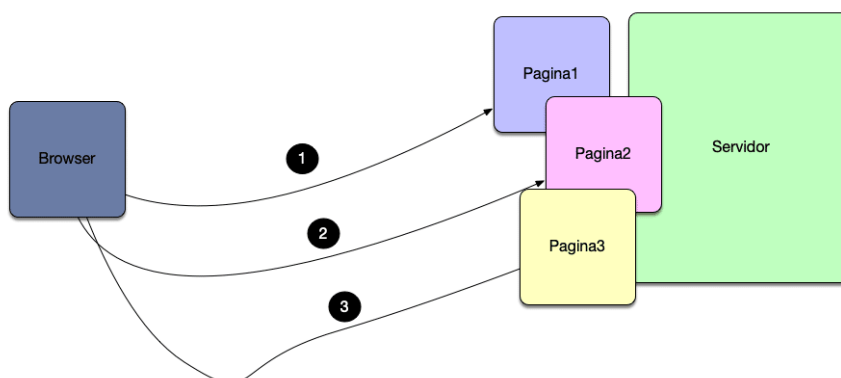 Pagina1
Browser
1
Pagina2
Servidor
2
Pagina3
3